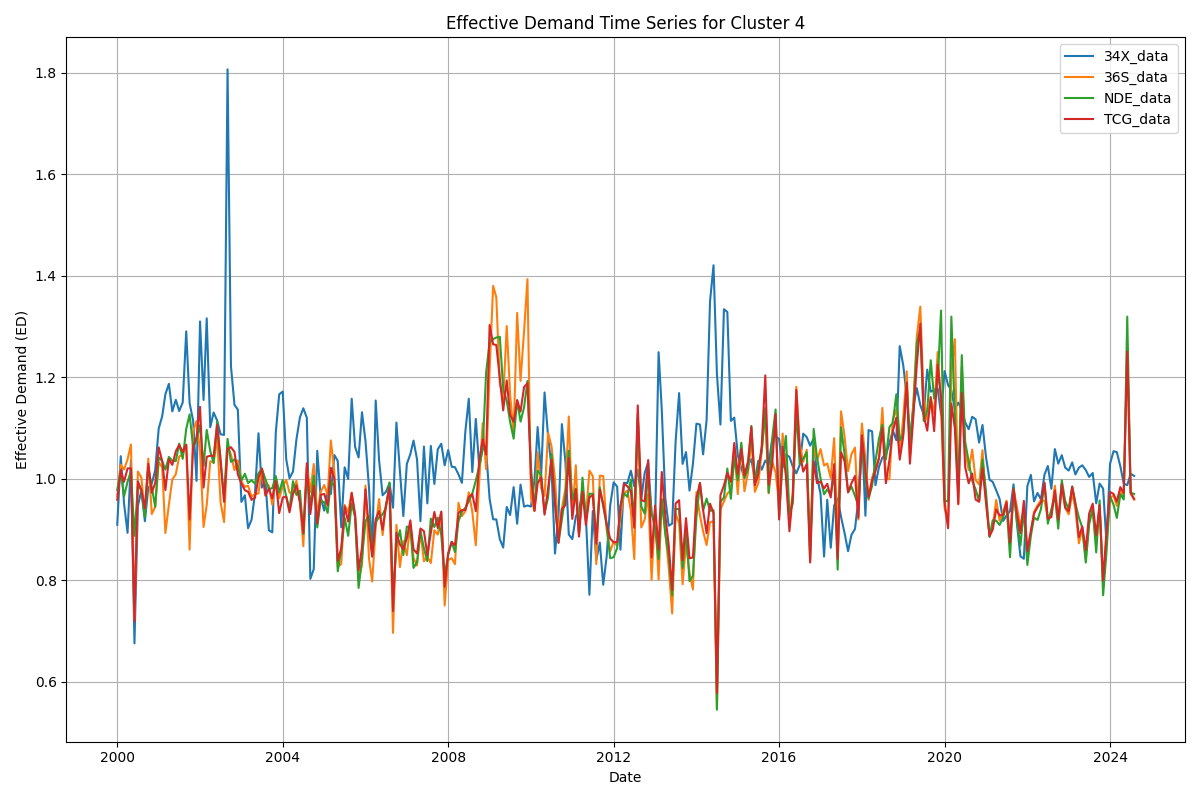 Effective Demand Time Series for Cluster 4
34X_data
36S_data
NDE_data
TCG_data
Effective Demand (ED)
1.8
1.6
1.4
1.2
1.0
0.8
0.6
2000 2004 2008 2012 2016 2020 2024
Date